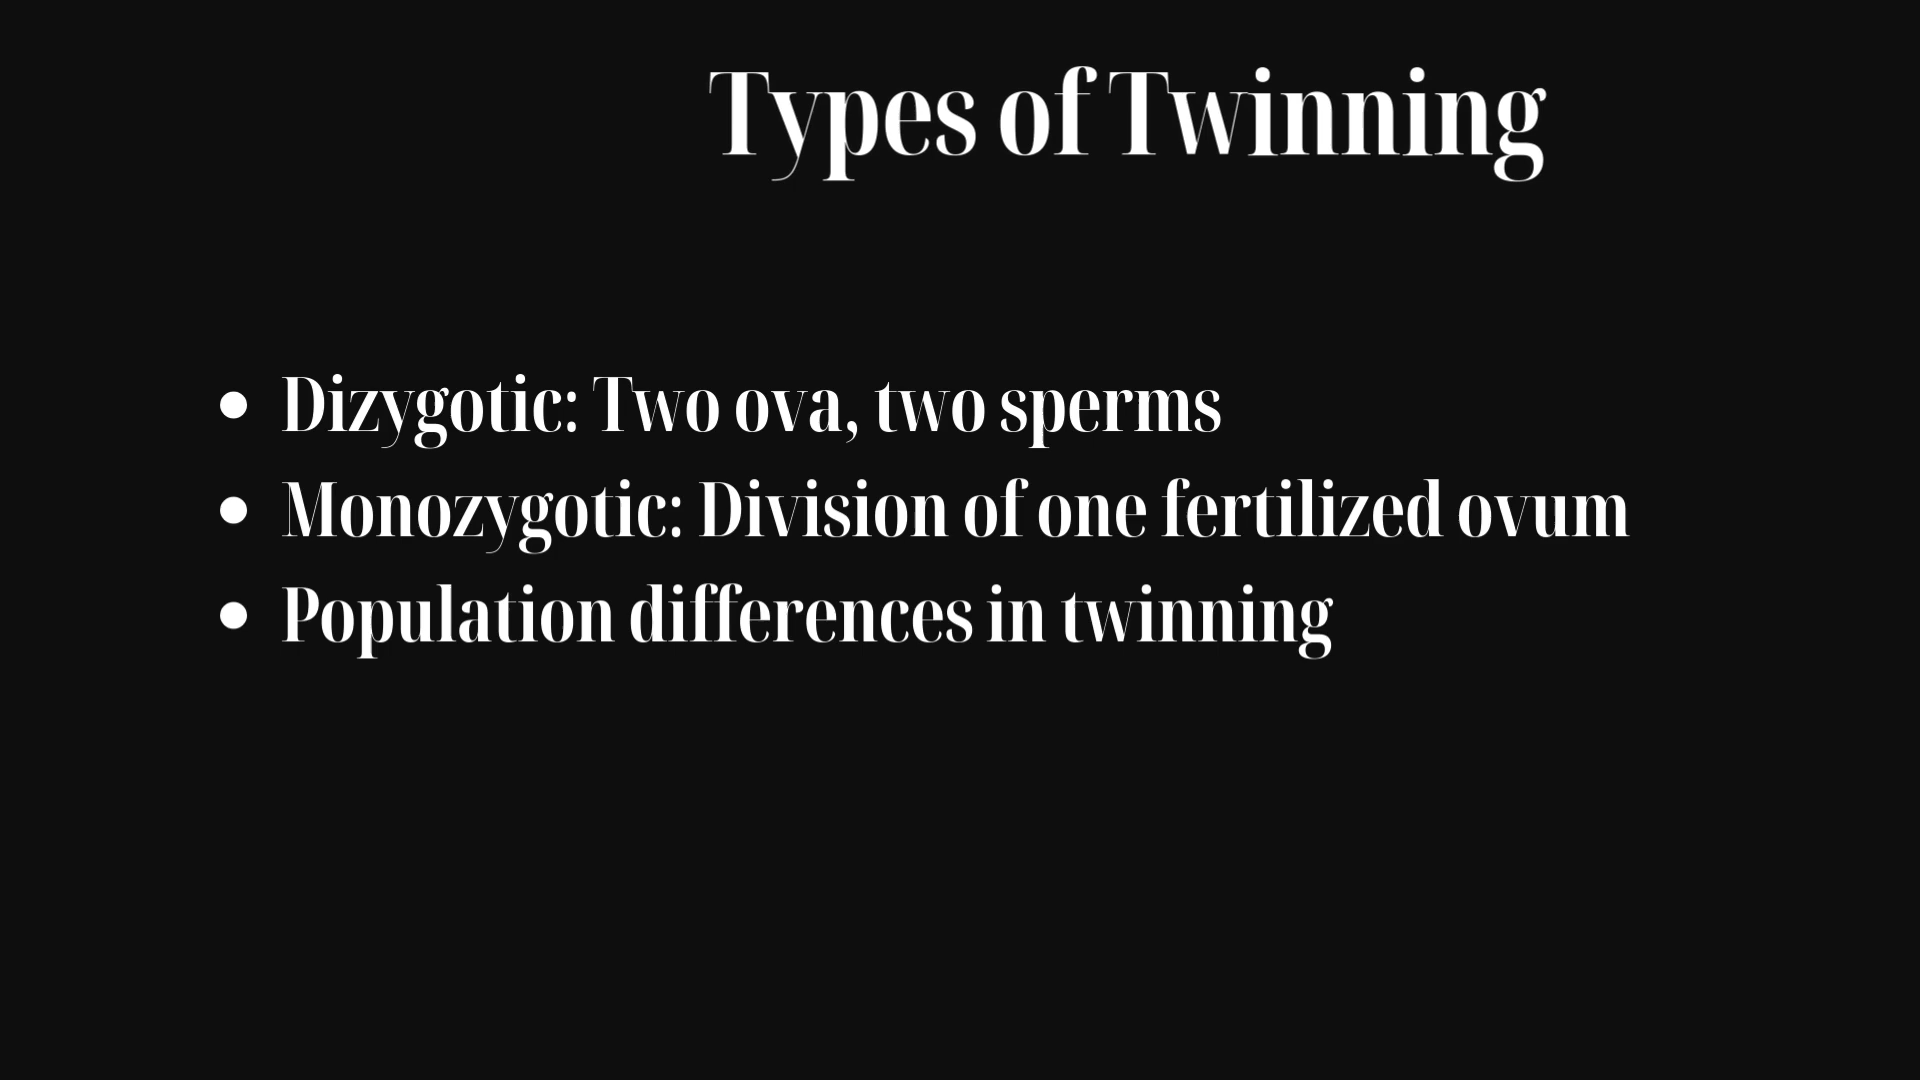 Types of Twinning
• Dizygotic: Two ova, two sperms
• Monozygotic: Division of one fertilized ovum
• Population differences in twinning